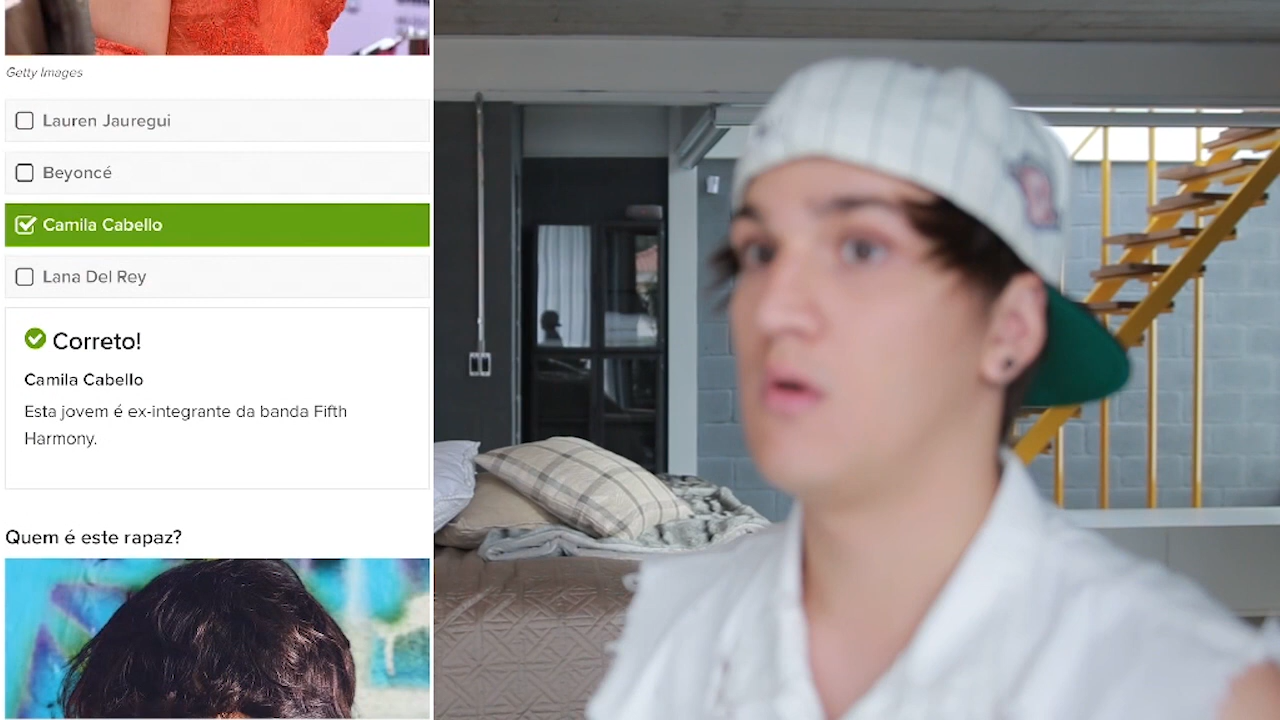 Getty Images
Lauren Jauregui
Beyoncé
Camila Cabello
Lana Del Rey
Correto!
Camila Cabello
Esta jovem é ex-integrante da banda Fifth
Harmony.
Quem é este rapaz?